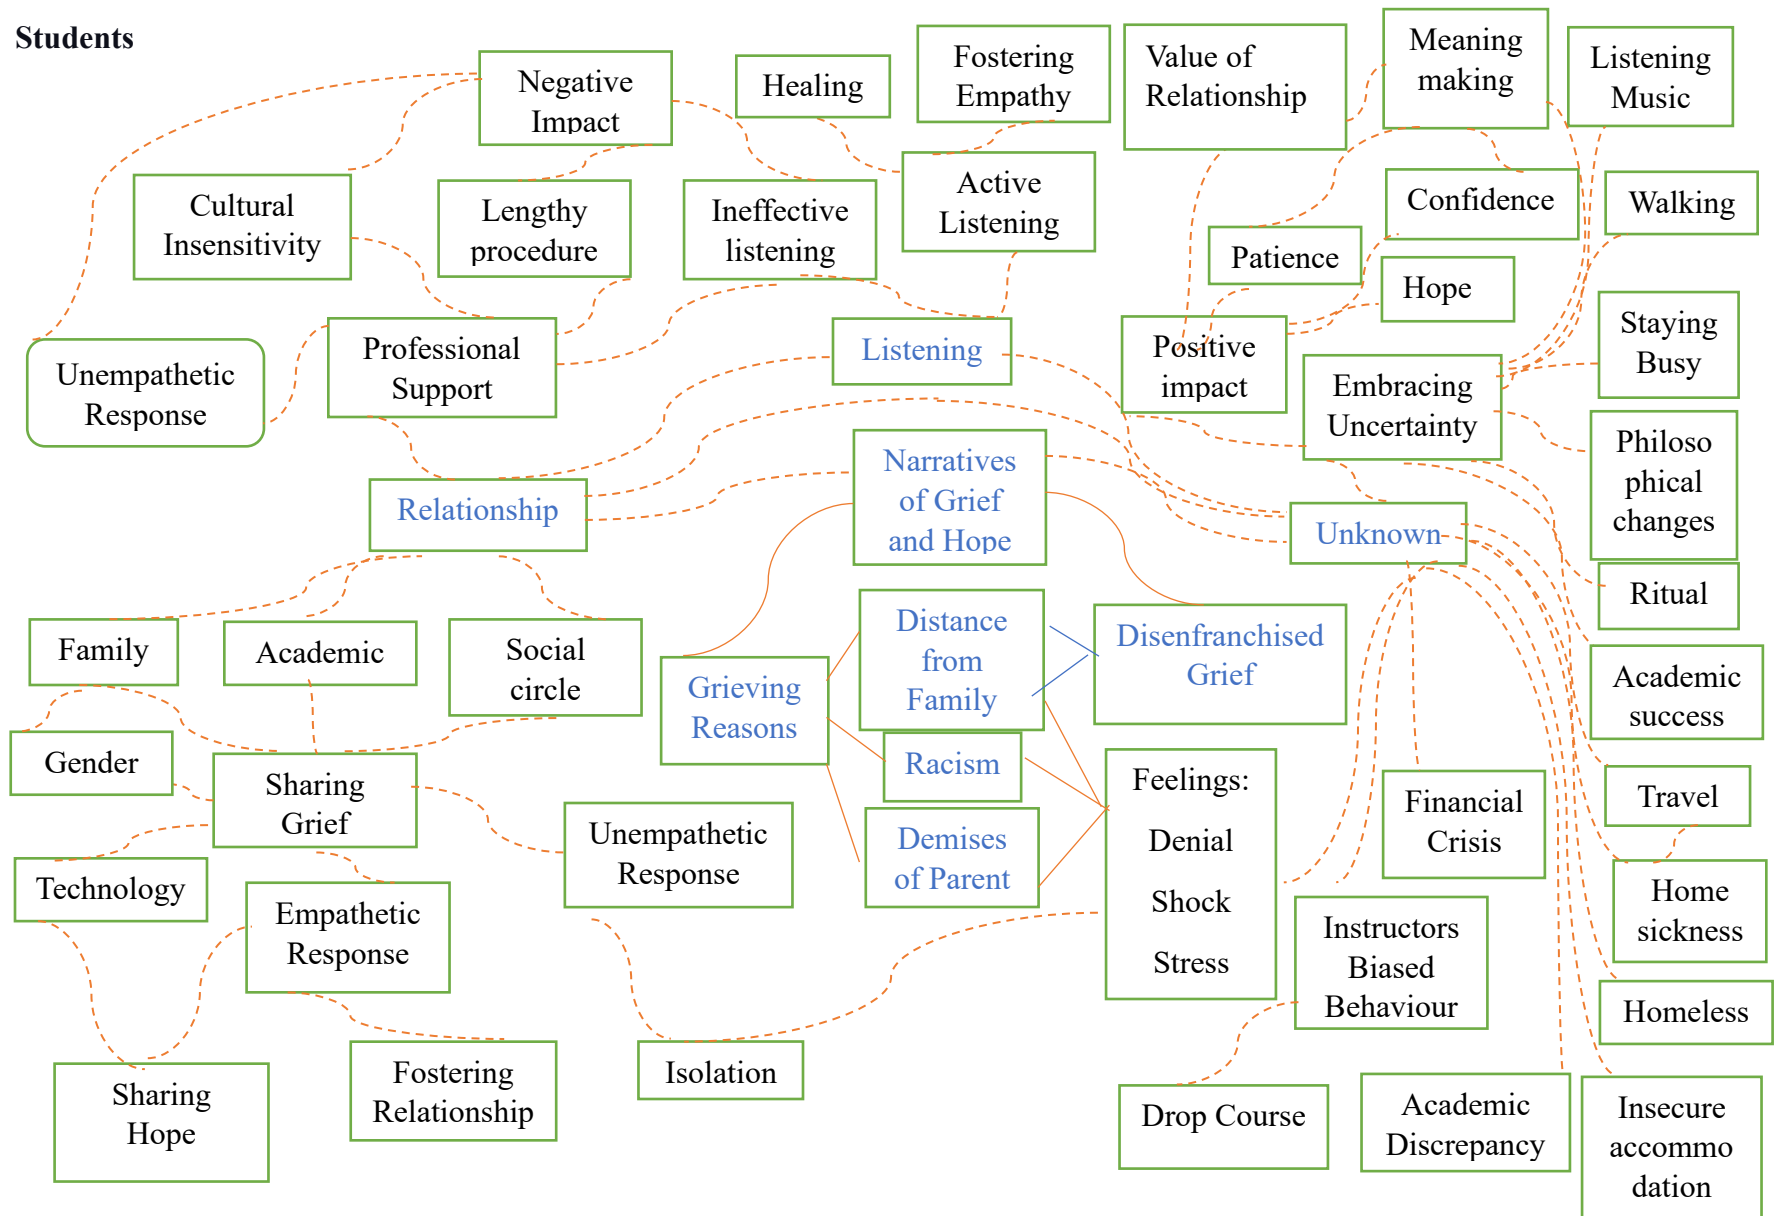 Students
Negative
Impact
Healing
Fostering
Empathy
Value of
Relationship
Meaning
making
Listening
Music
Cultural
Insensitivity
Lengthy
procedure
Ineffective
listening
Active
Listening
Confidence
Walking
Patience
Hope
Unempathetic
Response
Professional
Support
Listening
Positive
impact
Embracing
Uncertainty
Staying
Busy
Philoso
phical
changes
Relationship
Narratives
of Grief
and Hope
Unknown
Ritual
Family
Academic
Social
circle
Grieving
Reasons
Distance
from
Family
Disenfranchised
Grief
Academic
success
Gender
Sharing
Grief
Racism
Feelings:
Denial
Shock
Stress
Financial
Crisis
Travel
Technology
Empathetic
Response
Unempathetic
Response
Demises
of Parent
Instructors
Biased
Behaviour
Home
sickness
Homeless
Sharing
Hope
Fostering
Relationship
Isolation
Drop Course
Academic
Discrepancy
Insecure
accommo
dation